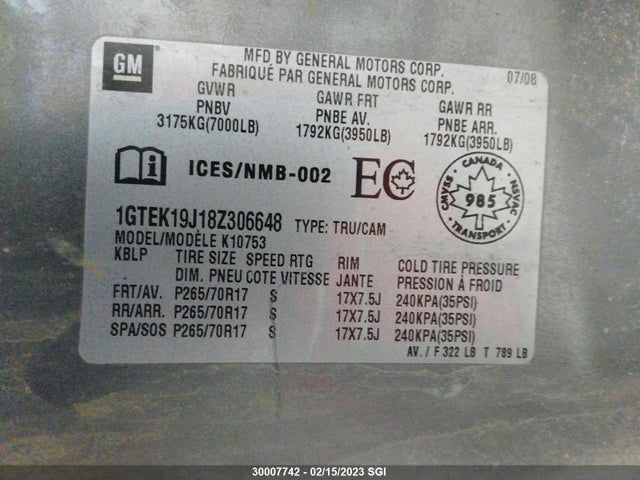 GM
MFD BY GENERAL MOTORS CORP.
FABRIQUÉ PAR GENERAL MOTORS CORP.
07/08
GVWR GAWR FRT GAWR RR
PNBV PNBE AV. PNBE ARR.
3175KG(7000LB) 1792KG(3950LB) 1792KG(3950LB)
ICES/NMB-002 EC
CANADA
CMVSS 985 NSVAC
TRANSPORT
1GTEK19J18Z306648 TYPE: TRU/CAM
MODEL/MODÈLE K10753
KBLP TIRE SIZE SPEED RTG RIM COLD TIRE PRESSURE
DIM. PNEU COTE VITESSE JANTE PRESSION À FROID
FRT/AV. P265/70R17 S 17X7.5J 240KPA(35PSI)
RR/ARR. P265/70R17 S 17X7.5J 240KPA(35PSI)
SPA/SOS P265/70R17 S 17X7.5J 240KPA(35PSI)
AV. / F 322 LB T 789 LB
30007742 - 02/15/2023 SGI